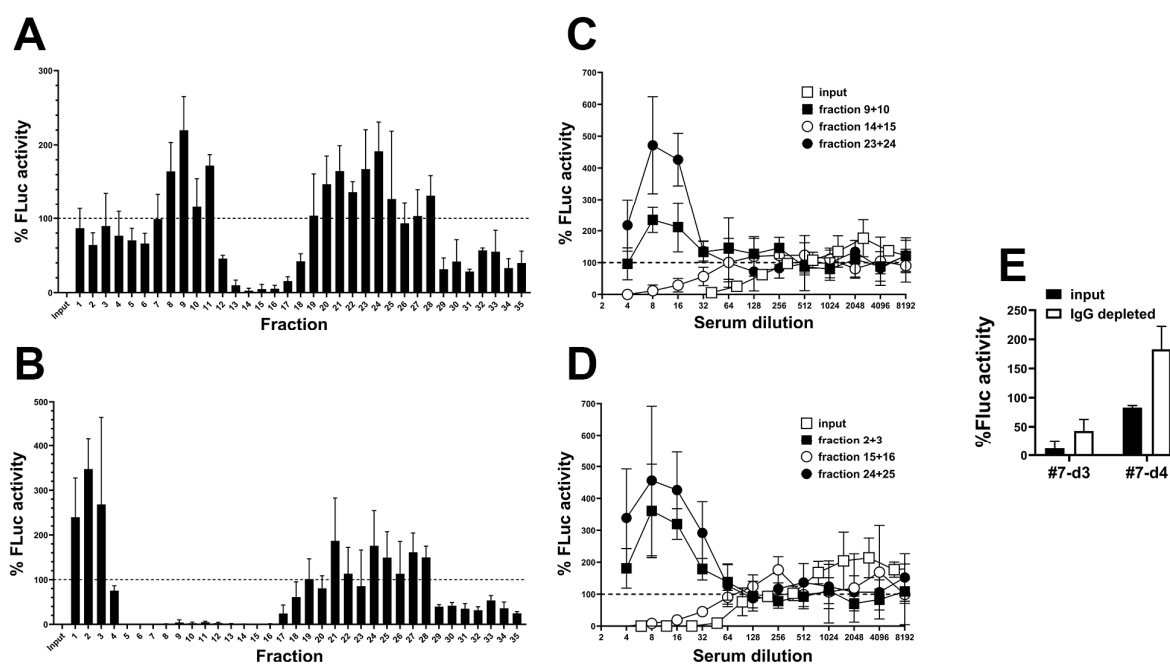 A
% FLuc activity
300
200
100
0
Input 1 2 3 4 5 6 7 8 9 10 11 12 13 14 15 16 17 18 19 20 21 22 23 24 25 26 27 28 29 30 31 32 33 34 35
Fraction
B
% FLuc activity
500
400
300
200
100
0
Input 1 2 3 4 5 6 7 8 9 10 11 12 13 14 15 16 17 18 19 20 21 22 23 24 25 26 27 28 29 30 31 32 33 34 35
Fraction
C
% FLuc activity
700
600
500
400
300
200
100
0
input
fraction 9+10
fraction 14+15
fraction 23+24
2 4 8 16 32 64 128 256 512 1024 2048 4096 8192
Serum dilution
D
% FLuc activity
700
600
500
400
300
200
100
0
input
fraction 2+3
fraction 15+16
fraction 24+25
2 4 8 16 32 64 128 256 512 1024 2048 4096 8192
Serum dilution
E
input
IgG depleted
%Fluc activity
250
200
150
100
50
0
#7-d3 #7-d4